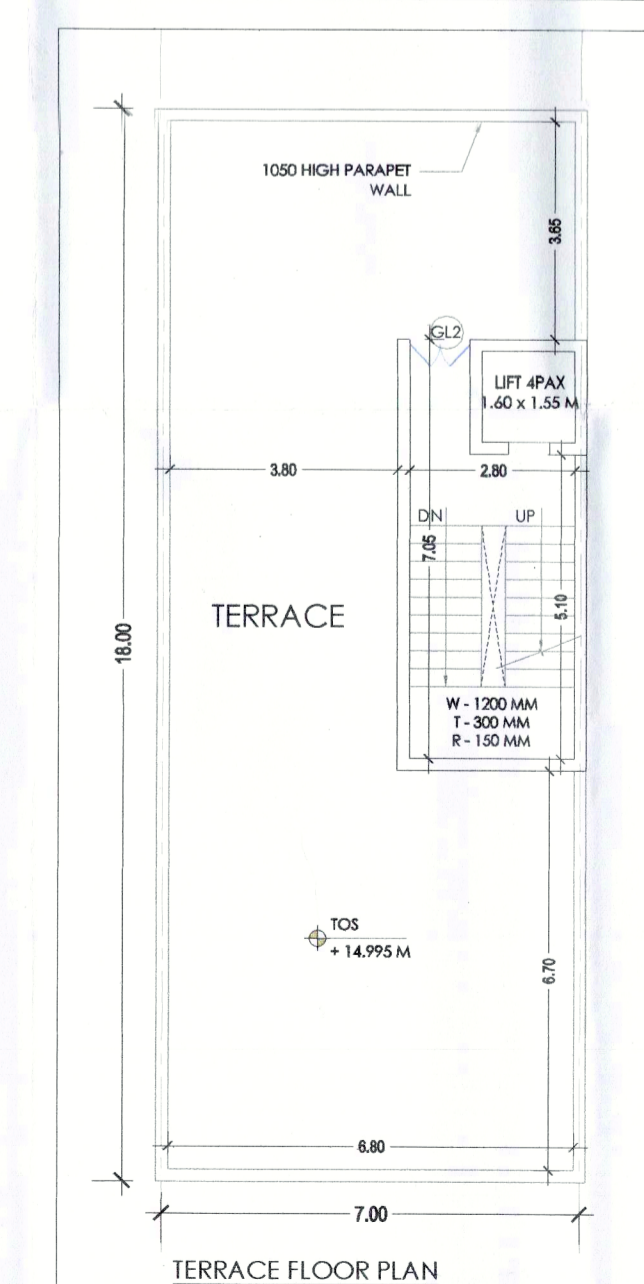 1050 HIGH PARAPET
WALL
3.65
GL2
LIFT 4PAX
1.60 x 1.55 M
3.80
2.80
DN
UP
7.05
5.10
18.00
TERRACE
W - 1200 MM
T - 300 MM
R - 150 MM
TOS
+ 14.995 M
6.70
6.80
7.00
TERRACE FLOOR PLAN